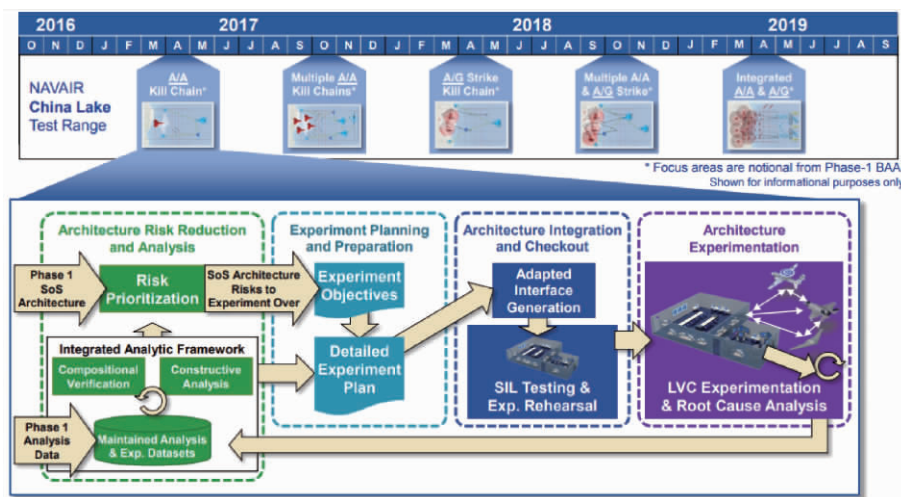 2016 2017 2018 2019
O N D J F M A M J J A S O N D J F M A M J J A S O N D J F M A M J J A S
NAVAIR
China Lake
Test Range
A/A
Kill Chain*
Multiple A/A
Kill Chains*
A/G Strike
Kill Chain*
Multiple A/A
& A/G Strike*
Integrated
A/A & A/G*
* Focus areas are notional from Phase-1 BAA
Shown for informational purposes only
Architecture Risk Reduction
and Analysis
Experiment Planning
and Preparation
Architecture Integration
and Checkout
Architecture
Experimentation
Phase 1
SoS
Architecture
Risk
Prioritization
SoS Architecture
Risks to
Experiment Over
Experiment
Objectives
Adapted
Interface
Generation
Integrated Analytic Framework
Compositional
Verification
Constructive
Analysis
Detailed
Experiment
Plan
SIL Testing &
Exp. Rehearsal
LVC Experimentation
& Root Cause Analysis
Phase 1
Analysis
Data
Maintained Analysis
& Exp. Datasets